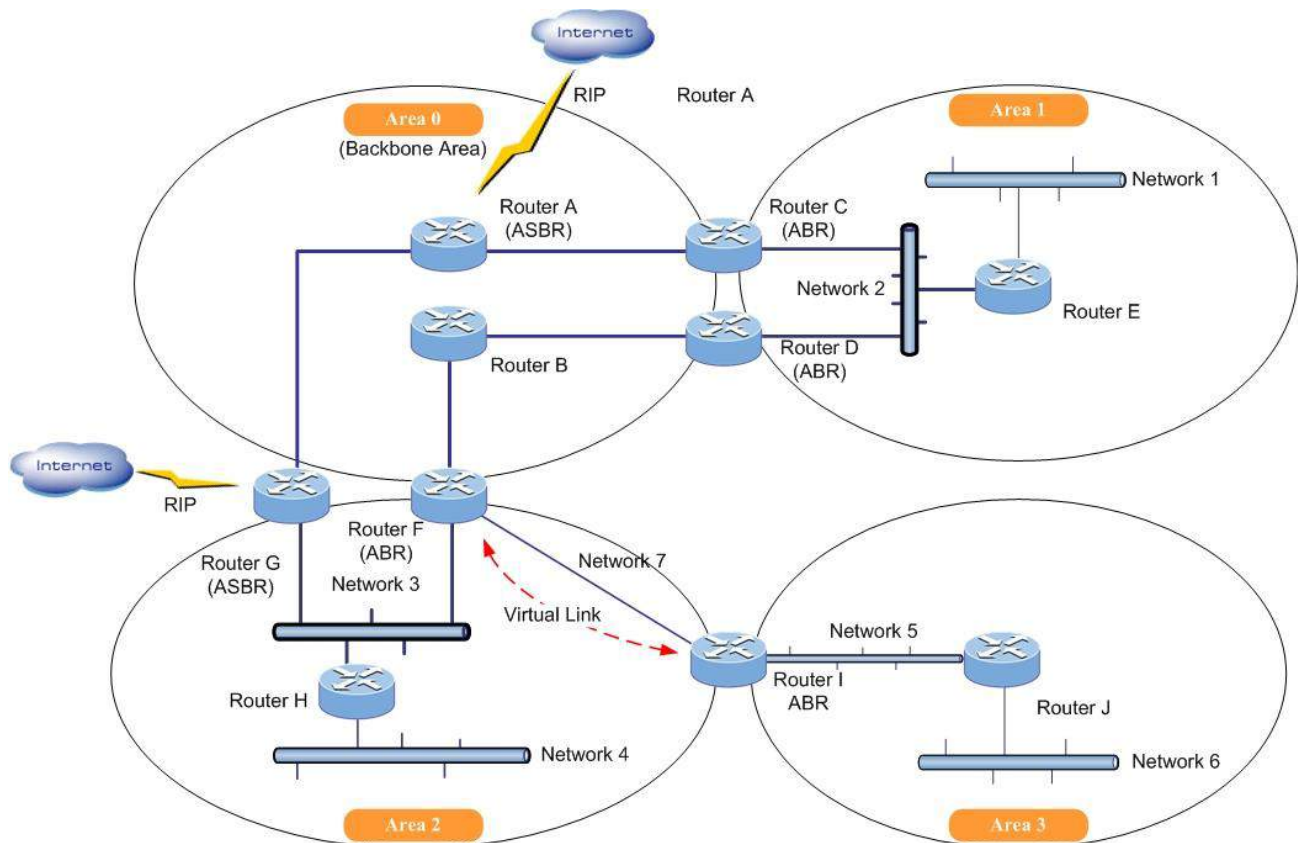 Internet
RIP
Router A
Area 0
(Backbone Area)
Area 1
Network 1
Router A
(ASBR)
Router C
(ABR)
Network 2
Router E
Router B
Router D
(ABR)
Internet
RIP
Router G
(ASBR)
Router F
(ABR)
Network 3
Network 7
Virtual Link
Network 5
Router I
ABR
Router H
Router J
Network 4
Network 6
Area 2
Area 3